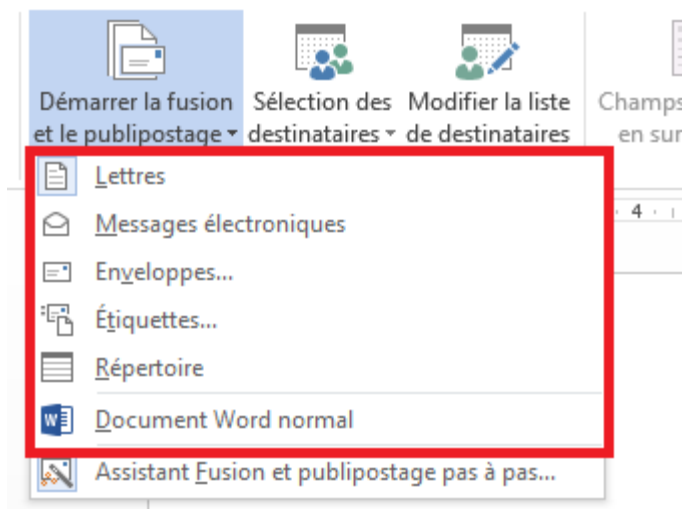 Démarrer la fusion et le publipostage
Sélection des destinataires
Modifier la liste de destinataires
Champs
en sur
Lettres
4
Messages électroniques
Enveloppes...
Étiquettes...
Répertoire
Document Word normal
Assistant Fusion et publipostage pas à pas...